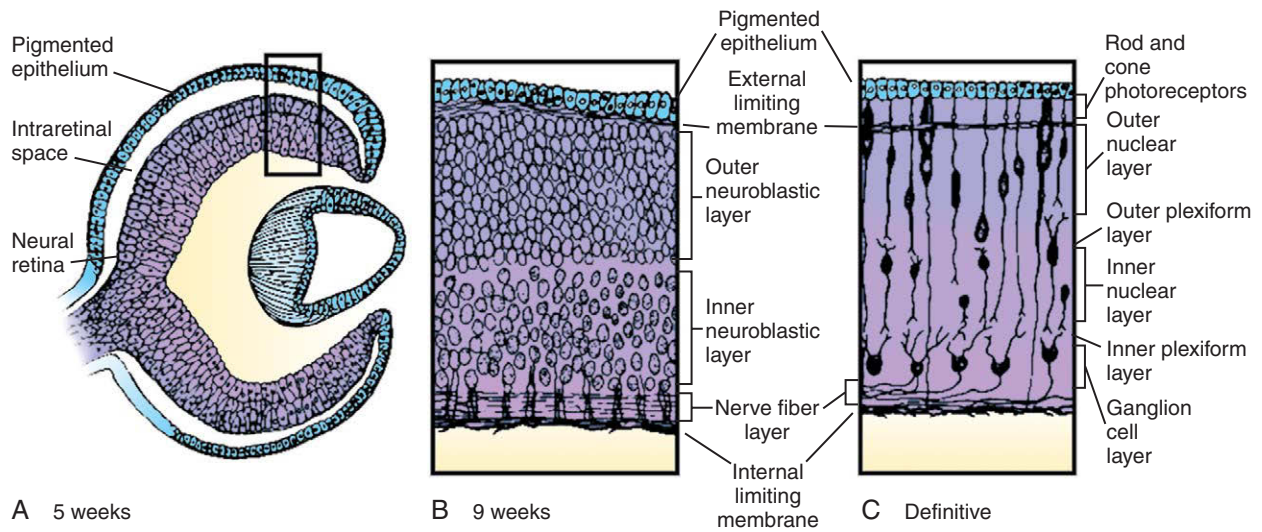 Pigmented
epithelium
Intraretinal
space
Neural
retina
A 5 weeks
Pigmented
epithelium
External
limiting
membrane
Outer
neuroblastic
layer
Inner
neuroblastic
layer
Nerve fiber
layer
Internal
limiting
membrane
B 9 weeks
Rod and
cone
photoreceptors
Outer
nuclear
layer
Outer plexiform
layer
Inner
nuclear
layer
Inner plexiform
layer
Ganglion
cell
layer
C Definitive